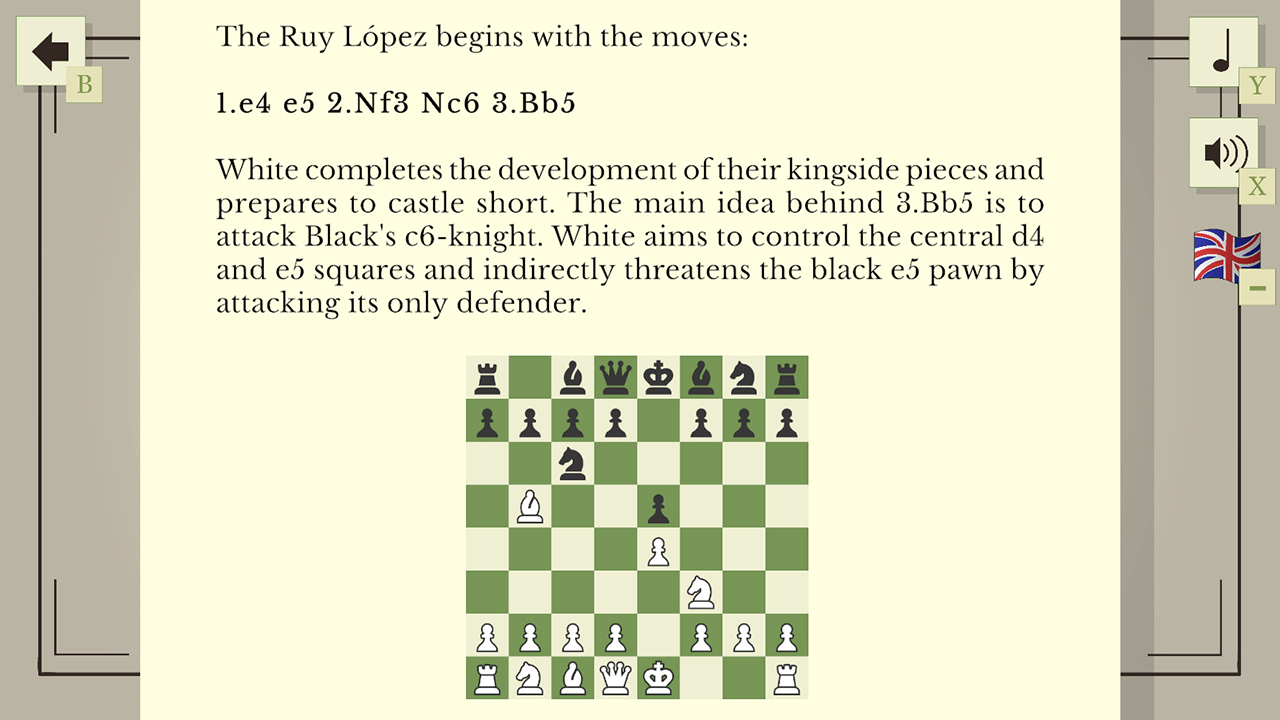 The Ruy López begins with the moves:
B
Y
1.e4 e5 2.Nf3 Nc6 3.Bb5
White completes the development of their kingside pieces and
X
prepares to castle short. The main idea behind 3.Bb5 is to
attack Black's c6-knight. White aims to control the central d4
and e5 squares and indirectly threatens the black e5 pawn by
attacking its only defender.